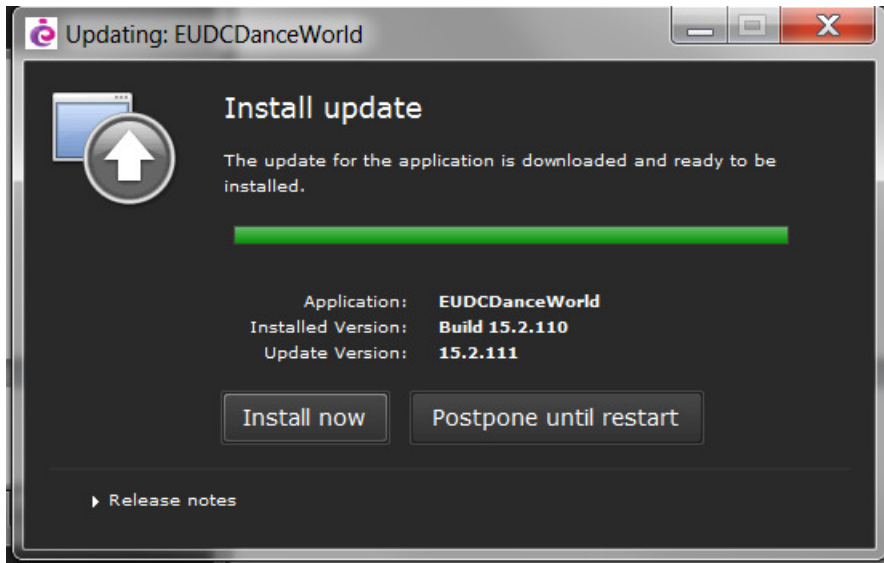 Updating: EUDCDanceWorld
Install update
The update for the application is downloaded and ready to be
installed.
Application: EUDCDanceWorld
Installed Version: Build 15.2.110
Update Version: 15.2.111
Install now Postpone until restart
Release notes